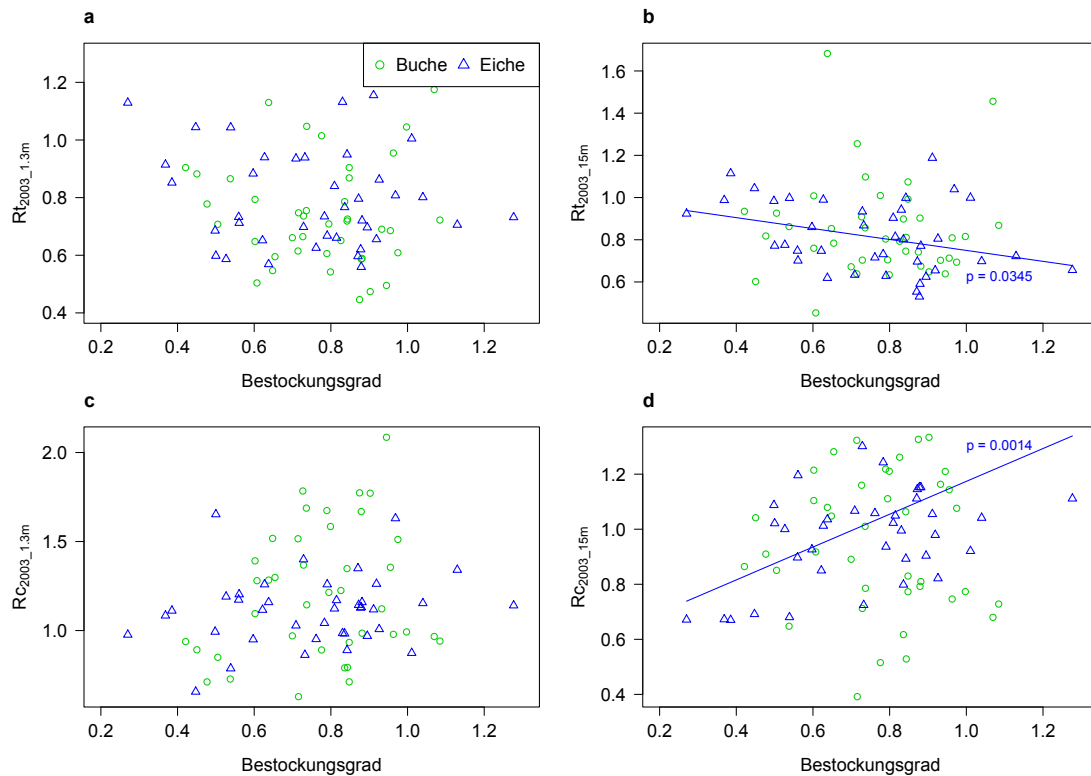 a
Buche Eiche
Rt2003_1.3m
1.2
1.0
0.8
0.6
0.4
0.2 0.4 0.6 0.8 1.0 1.2
Bestockungsgrad
b
Rt2003_15m
1.6
1.4
1.2
1.0
0.8
0.6
p = 0.0345
0.2 0.4 0.6 0.8 1.0 1.2
Bestockungsgrad
c
Rc2003_1.3m
2.0
1.5
1.0
0.2 0.4 0.6 0.8 1.0 1.2
Bestockungsgrad
d
Rc2003_15m
1.2
1.0
0.8
0.6
0.4
p = 0.0014
0.2 0.4 0.6 0.8 1.0 1.2
Bestockungsgrad